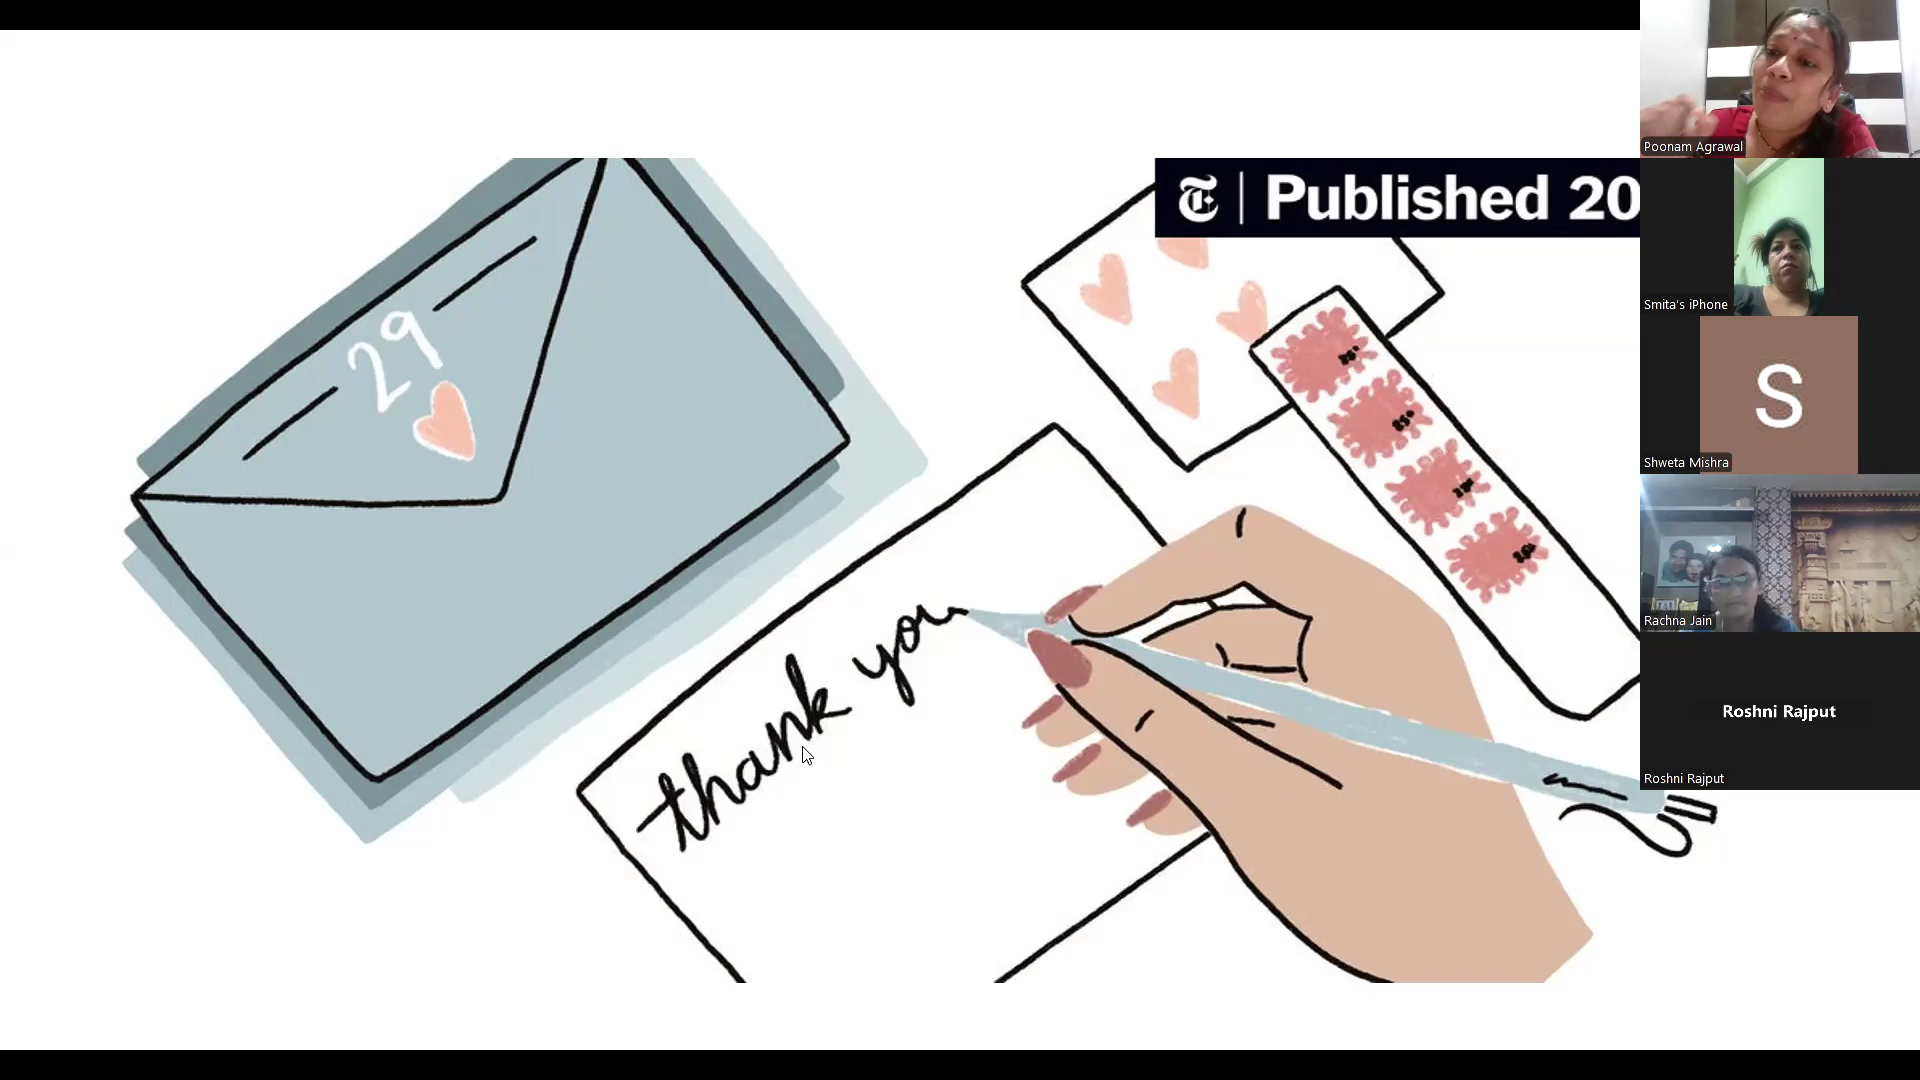 Published 20
29
thank you
Poonam Agrawal
Smita's iPhone
S
Shweta Mishra
Rachna Jain
Roshni Rajput
Roshni Rajput